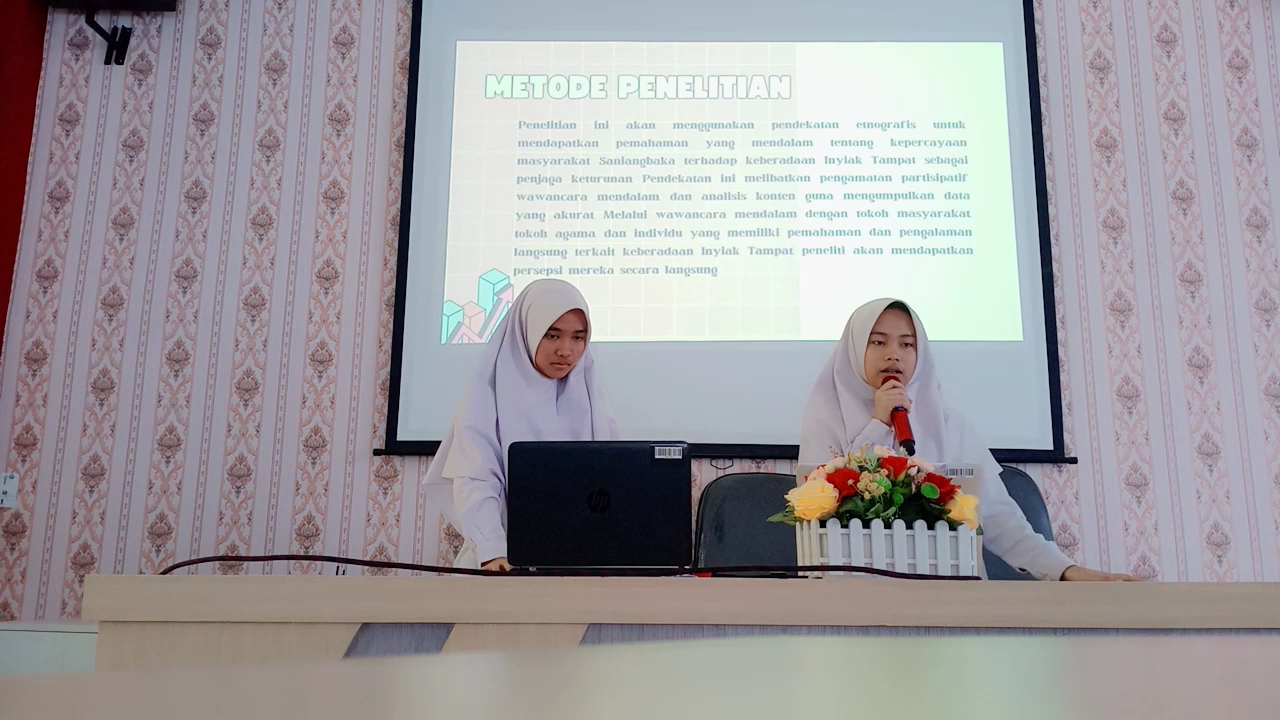 METODE PENELITIAN
Penelitian ini akan menggunakan pendekatan etnografis untuk
mendapatkan pemahaman yang mendalam tentang kepercayaan
masyarakat Saniangbaka terhadap keberadaan Inyiak Tampat sebagai
penjaga keturunan Pendekatan ini melibatkan pengamatan partisipatif
wawancara mendalam dan analisis konten guna mengumpulkan data
yang akurat Melalui wawancara mendalam dengan tokoh masyarakat
tokoh agama dan individu yang memiliki pemahaman dan pengalaman
langsung terkait keberadaan Inyiak Tampat peneliti akan mendapatkan
persepsi mereka secara langsung
hp